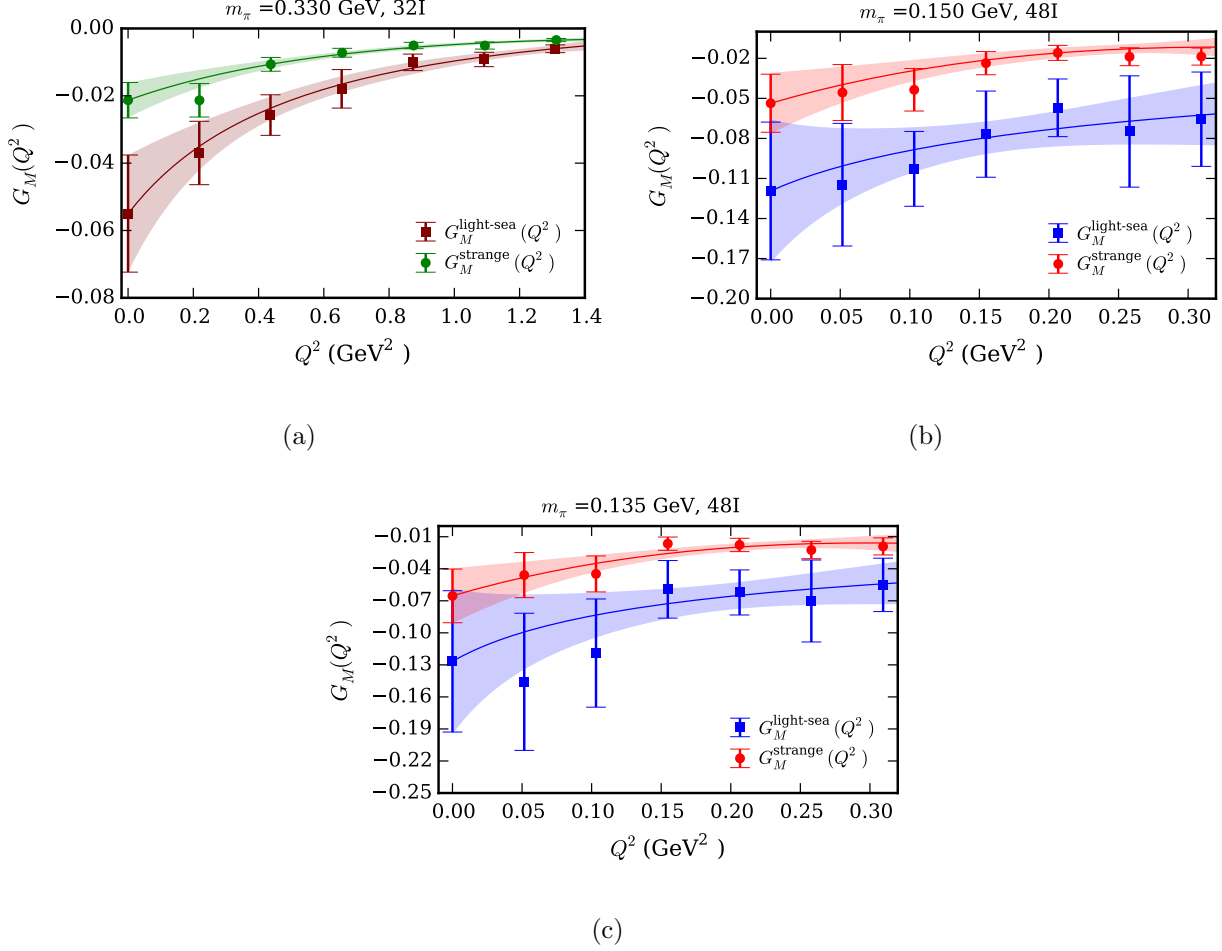 m_π =0.330 GeV, 32I
G_M(Q^2)
0.00
−0.02
−0.04
−0.06
−0.08
0.0 0.2 0.4 0.6 0.8 1.0 1.2 1.4
Q^2 (GeV^2 )
G_M^light-sea (Q^2 )
G_M^strange (Q^2 )
(a)
m_π =0.150 GeV, 48I
G_M(Q^2)
−0.02
−0.05
−0.08
−0.11
−0.14
−0.17
−0.20
0.00 0.05 0.10 0.15 0.20 0.25 0.30
Q^2 (GeV^2 )
G_M^light-sea (Q^2 )
G_M^strange (Q^2 )
(b)
m_π =0.135 GeV, 48I
G_M(Q^2)
−0.01
−0.04
−0.07
−0.10
−0.13
−0.16
−0.19
−0.22
−0.25
0.00 0.05 0.10 0.15 0.20 0.25 0.30
Q^2 (GeV^2 )
G_M^light-sea (Q^2 )
G_M^strange (Q^2 )
(c)